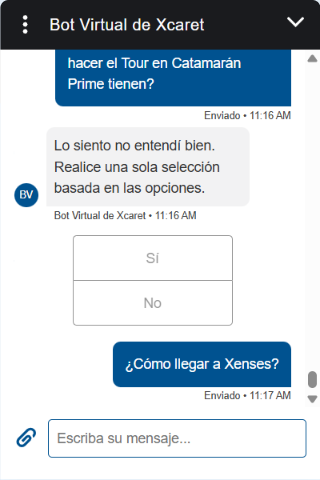 Bot Virtual de Xcaret
hacer el Tour en Catamarán
Prime tienen?
Enviado • 11:16 AM
Lo siento no entendí bien.
Realice una sola selección
basada en las opciones.
BV
Bot Virtual de Xcaret • 11:16 AM
Sí
No
¿Cómo llegar a Xenses?
Enviado • 11:17 AM
Escriba su mensaje...